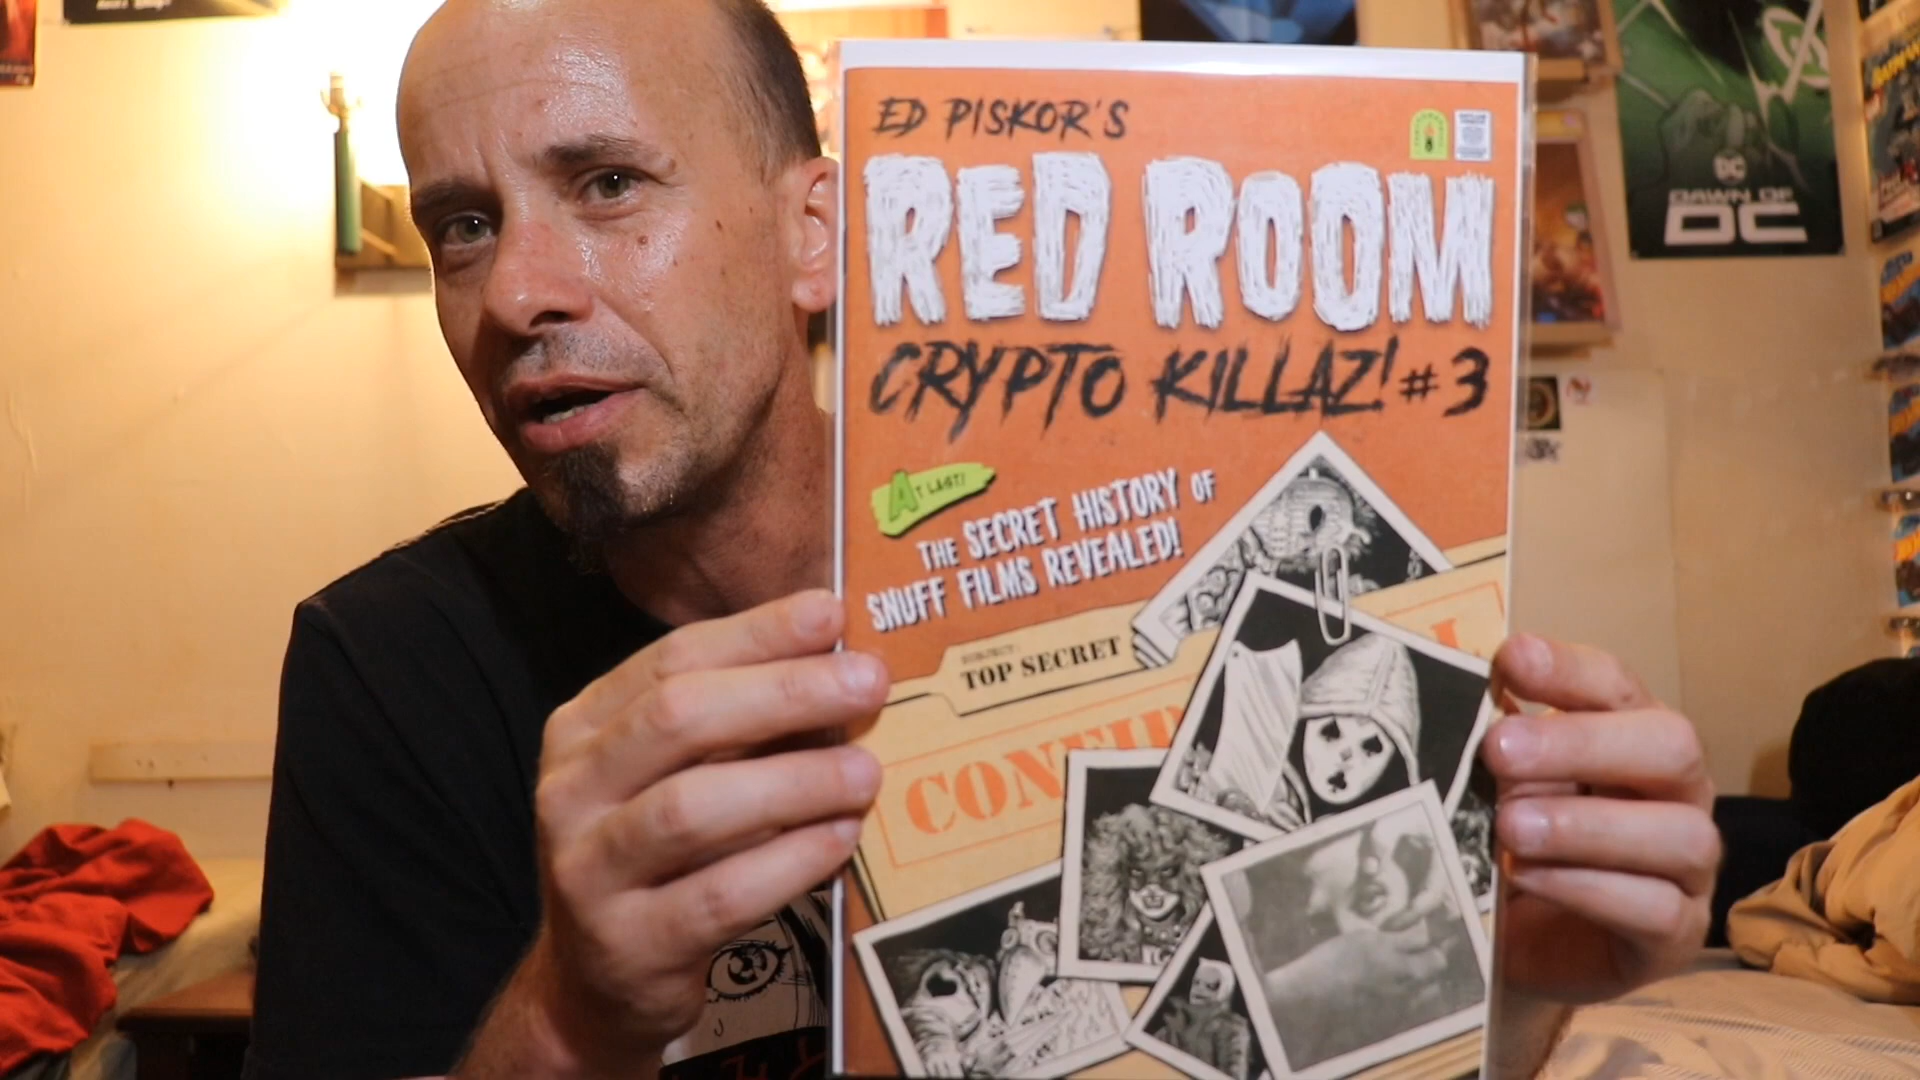 ED PISKOR'S
RED ROOM
CRYPTO KILLAZ! #3
AT LAST!
THE SECRET HISTORY OF
SNUFF FILMS REVEALED!
SUBJECT:
TOP SECRET
DAWN OF
DC
DC